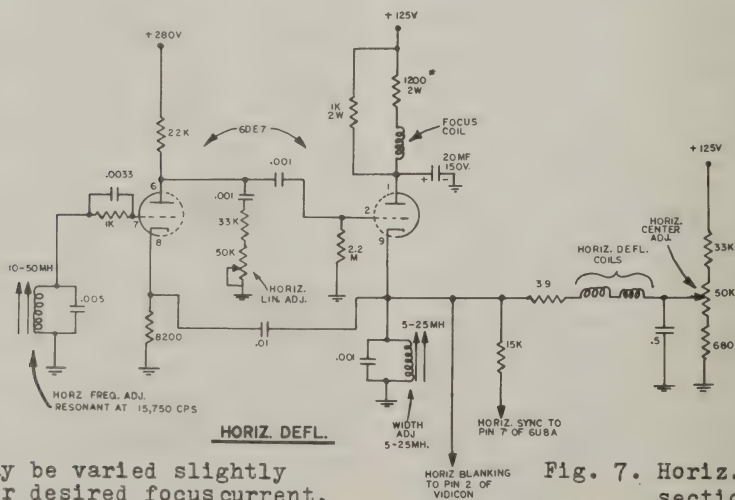 +280V
+125V
1200*
2W
1K
2W
FOCUS
COIL
22K
6DE7
20MF
150V.
+
-
.0033
1K
6
7
8
.001
.001
33K
50K
HORIZ.
LIN. ADJ.
1
2
9
2.2
M
+125V
HORIZ.
CENTER
ADJ.
33K
50K
680
HORIZ. DEFL.
COILS
39
.5
10-50MH
.005
8200
.01
.001
5-25MH
15K
HORZ FREQ. ADJ.
RESONANT AT 15,750 CPS
HORIZ. DEFL.
WIDTH
ADJ
5-25MH.
HORIZ. SYNC TO
PIN 7 OF 6U8A
HORIZ BLANKING
TO PIN 2 OF
VIDICON
y be varied slightly
r desired focus current.
Fig. 7. Horiz.
section